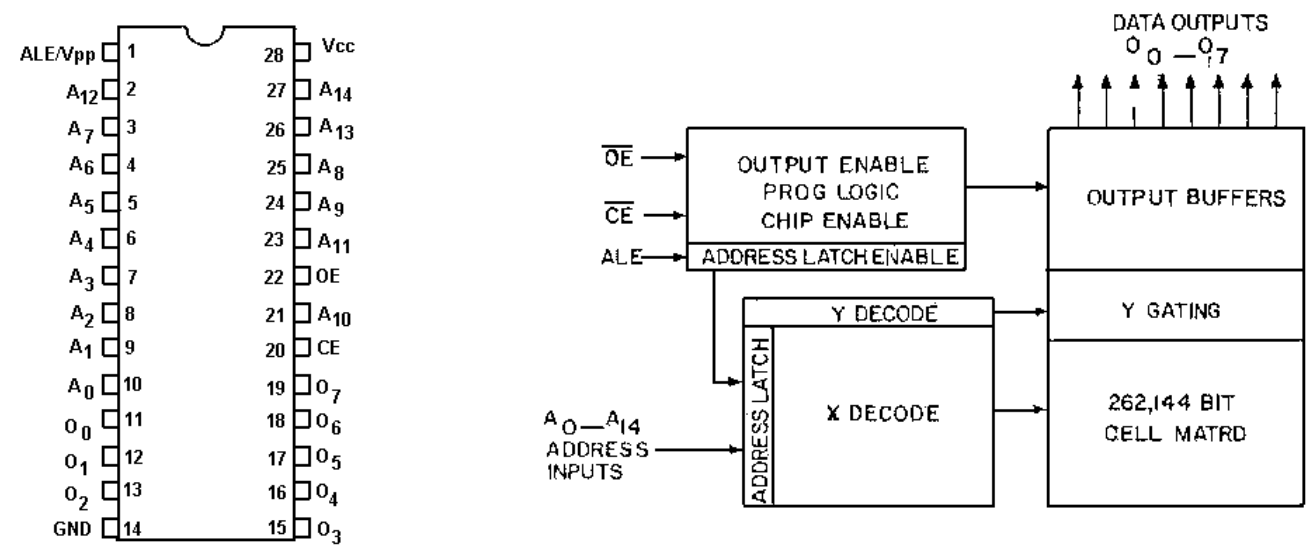 ALE/Vpp 1
A12 2
A7 3
A6 4
A5 5
A4 6
A3 7
A2 8
A1 9
A0 10
O0 11
O1 12
O2 13
GND 14
28 Vcc
27 A14
26 A13
25 A8
24 A9
23 A11
22 OE
21 A10
20 CE
19 O7
18 O6
17 O5
16 O4
15 O3
DATA OUTPUTS
O0—O7
OE
CE
ALE
OUTPUT ENABLE
PROG LOGIC
CHIP ENABLE
ADDRESS LATCH ENABLE
OUTPUT BUFFERS
Y DECODE
Y GATING
ADDRESS LATCH
X DECODE
A0—A14
ADDRESS
INPUTS
262,144 BIT
CELL MATRD